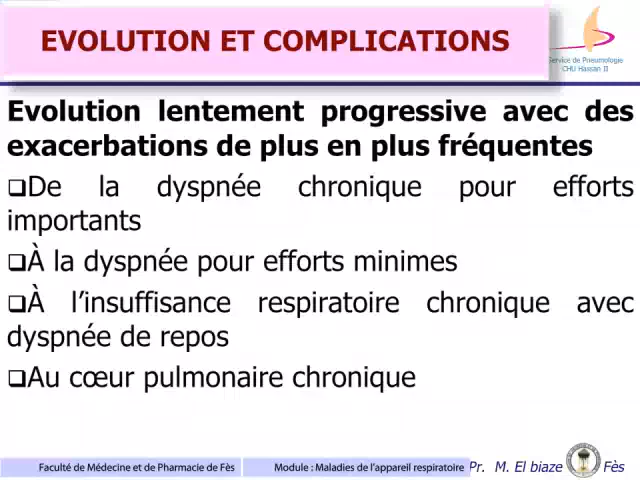 EVOLUTION ET COMPLICATIONS
Service de Pneumologie
CHU Hassan II
Evolution lentement progressive avec des
exacerbations de plus en plus fréquentes
❑De la dyspnée chronique pour efforts
importants
❑À la dyspnée pour efforts minimes
❑À l’insuffisance respiratoire chronique avec
dyspnée de repos
❑Au cœur pulmonaire chronique
Faculté de Médecine et de Pharmacie de Fès Module : Maladies de l'appareil respiratoire Pr. M. El biaze Fès